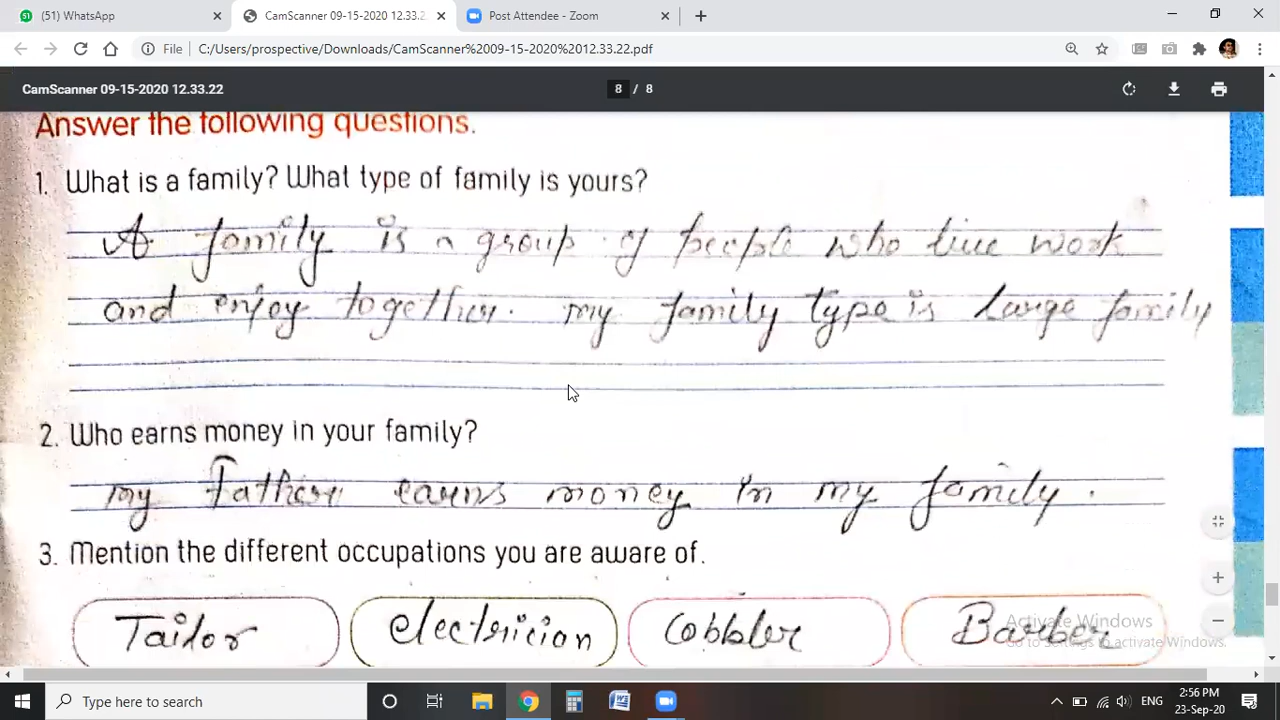 (51) WhatsApp
CamScanner 09-15-2020 12.33.2
Post Attendee - Zoom
File
C:/Users/prospective/Downloads/CamScanner%2009-15-2020%2012.33.22.pdf
CamScanner 09-15-2020 12.33.22
8 / 8
Answer the following questions.
1. What is a family? What type of family is yours?
A family is a group of people who live work
and enjoy together. my family type is Large family
2. Who earns money in your family?
my Father earns money in my family.
3. Mention the different occupations you are aware of.
Tailor electrician Cobbler Barber
Activate Windows
Go to Settings to activate Windows.
Type here to search
ENG
2:56 PM
23-Sep-20